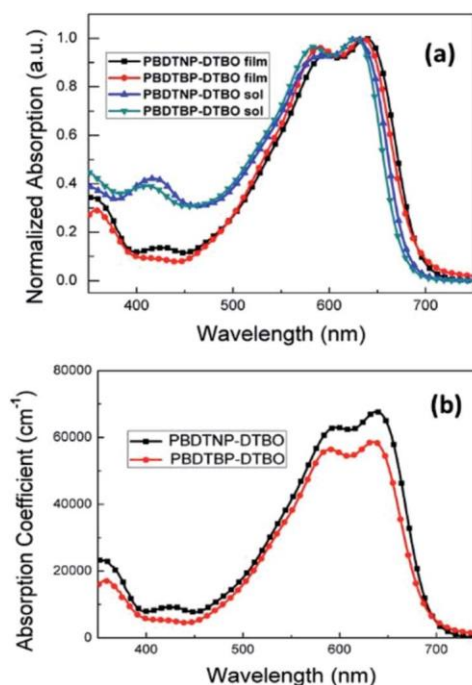 (a)
PBDTNP-DTBO film
PBDTBP-DTBO film
PBDTNP-DTBO sol
PBDTBP-DTBO sol
Normalized Absorption (a.u.)
1.0
0.8
0.6
0.4
0.2
0.0
400 500 600 700
Wavelength (nm)
(b)
PBDTNP-DTBO
PBDTBP-DTBO
Absorption Coefficient (cm⁻¹)
80000
60000
40000
20000
0
400 500 600 700
Wavelength (nm)